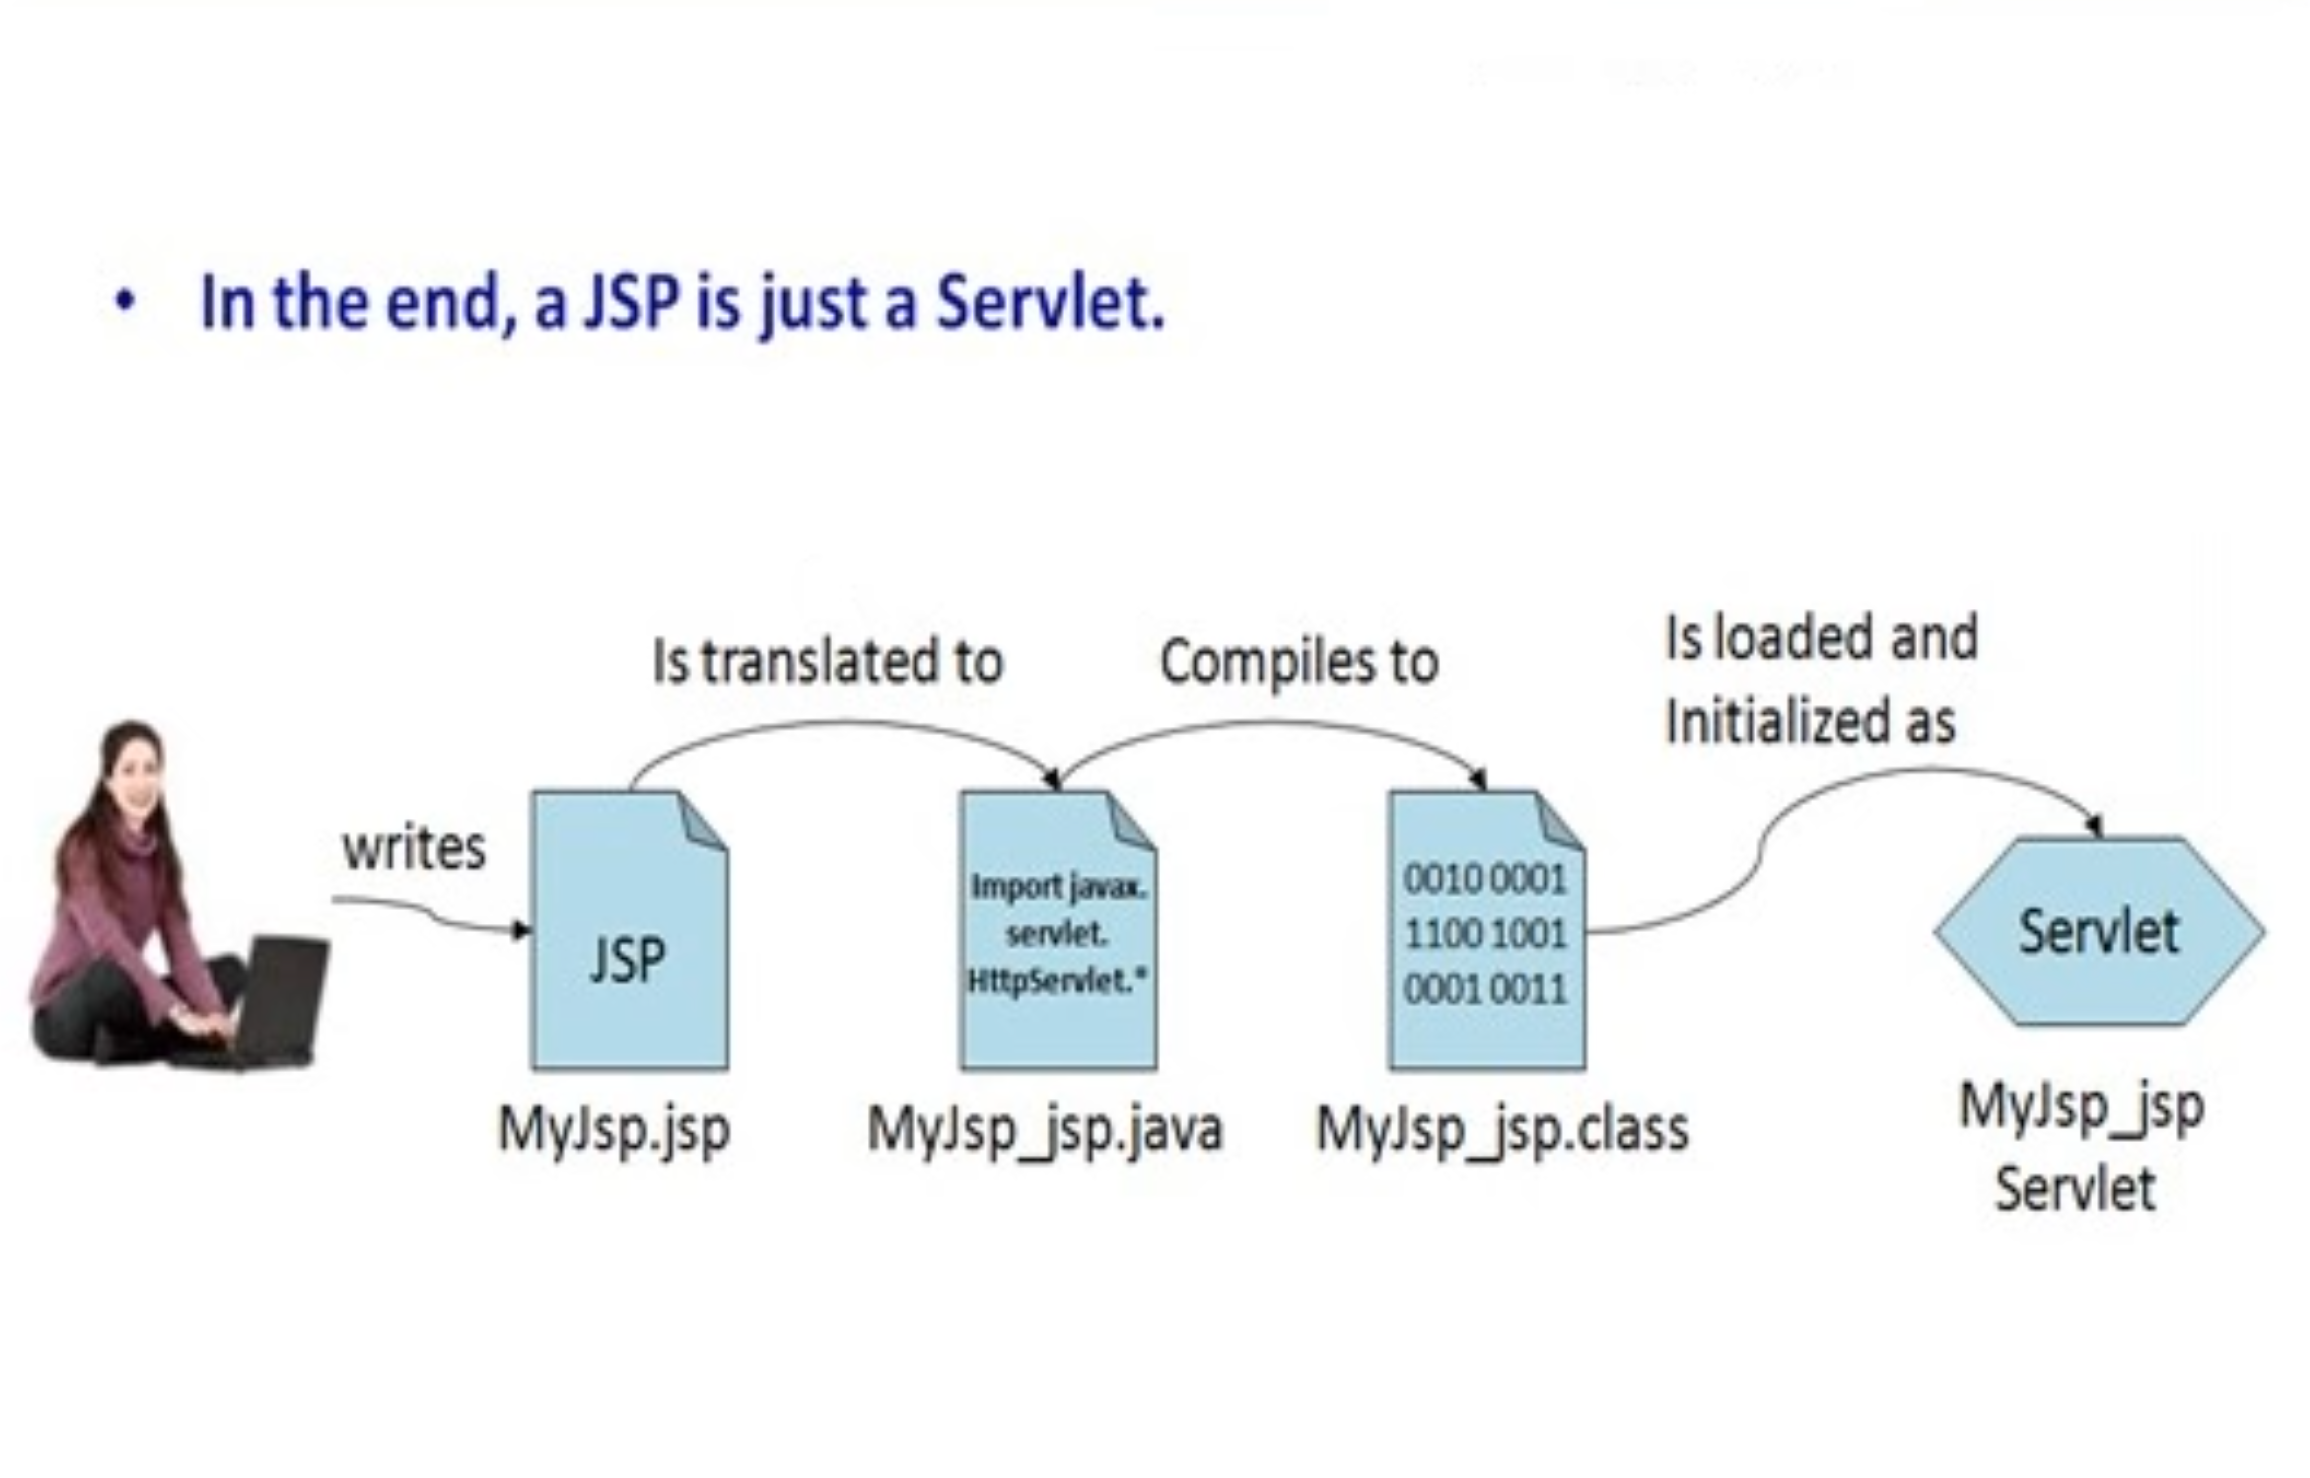 • In the end, a JSP is just a Servlet.
Is translated to
Compiles to
Is loaded and
Initialized as
writes
JSP
Import javax.
servlet.
HttpServlet.*
0010 0001
1100 1001
0001 0011
Servlet
MyJsp.jsp
MyJsp_jsp.java
MyJsp_jsp.class
MyJsp_jsp
Servlet